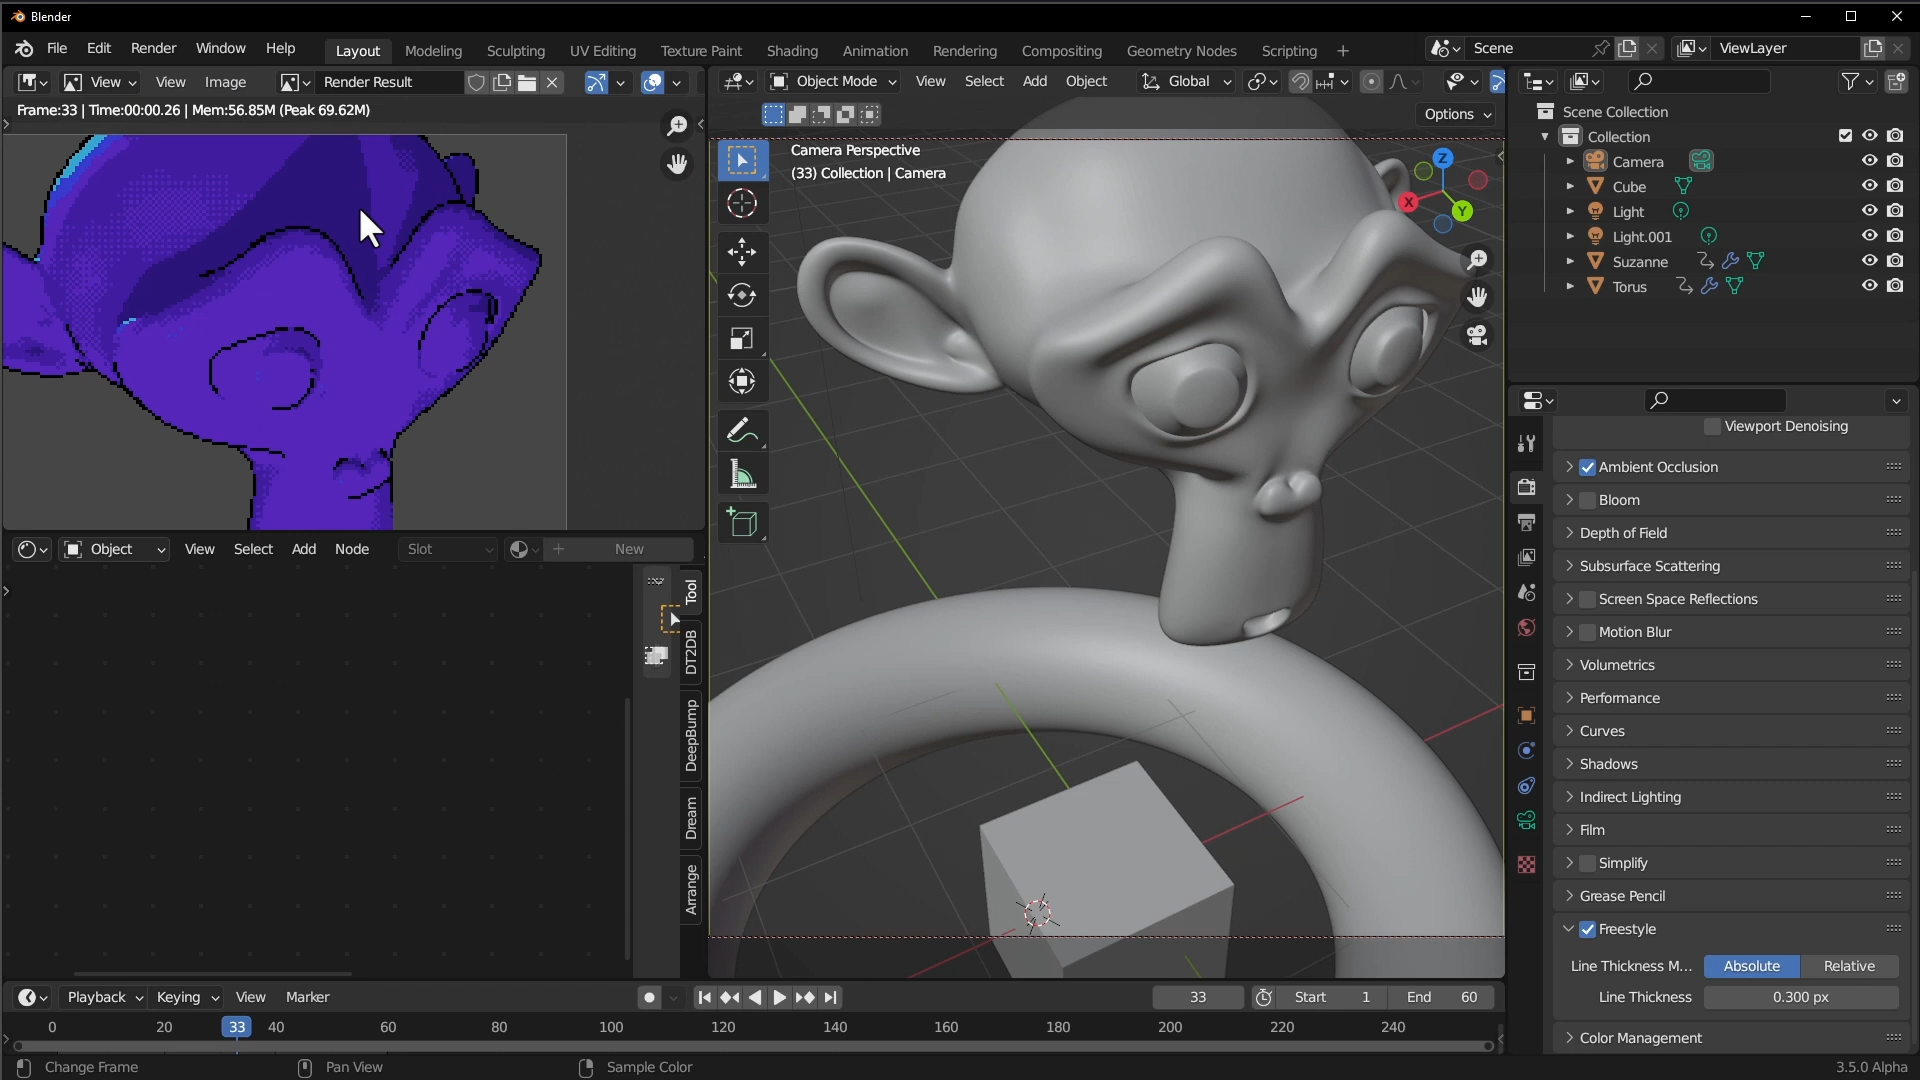 Blender
File Edit Render Window Help Layout Modeling Sculpting UV Editing Texture Paint Shading Animation Rendering Compositing Geometry Nodes Scripting + Scene ViewLayer
View View Image Render Result
Frame:33 | Time:00:00.26 | Mem:56.85M (Peak 69.62M)
Object Mode View Select Add Object Global
Options
Camera Perspective
(33) Collection | Camera
Z
X
Y
Scene Collection
Collection
Camera
Cube
Light
Light.001
Suzanne
Torus
Viewport Denoising
Ambient Occlusion
Bloom
Depth of Field
Subsurface Scattering
Screen Space Reflections
Motion Blur
Volumetrics
Performance
Curves
Shadows
Indirect Lighting
Film
Simplify
Grease Pencil
Freestyle
Line Thickness M... Absolute Relative
Line Thickness 0.300 px
Color Management
Object View Select Add Node Slot New
Tool
DT2DB
DeepBump
Dream
Arrange
Playback Keying View Marker 33 Start 1 End 60
0 20 33 40 60 80 100 120 140 160 180 200 220 240
Change Frame Pan View Sample Color 3.5.0 Alpha